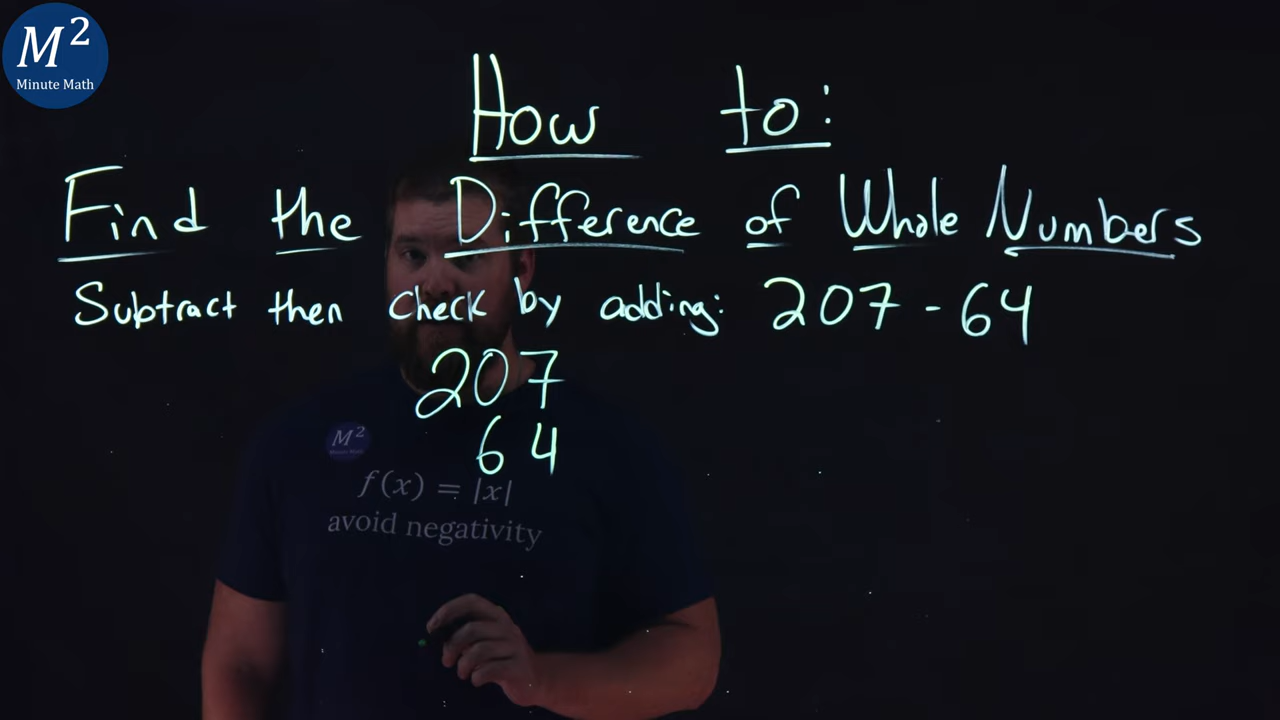 M²
Minute Math
How to:
Find the Difference of Whole Numbers
Subtract then check by adding: 207 - 64
207
64
M²
Minute Math
f(x) = |x|
avoid negativity